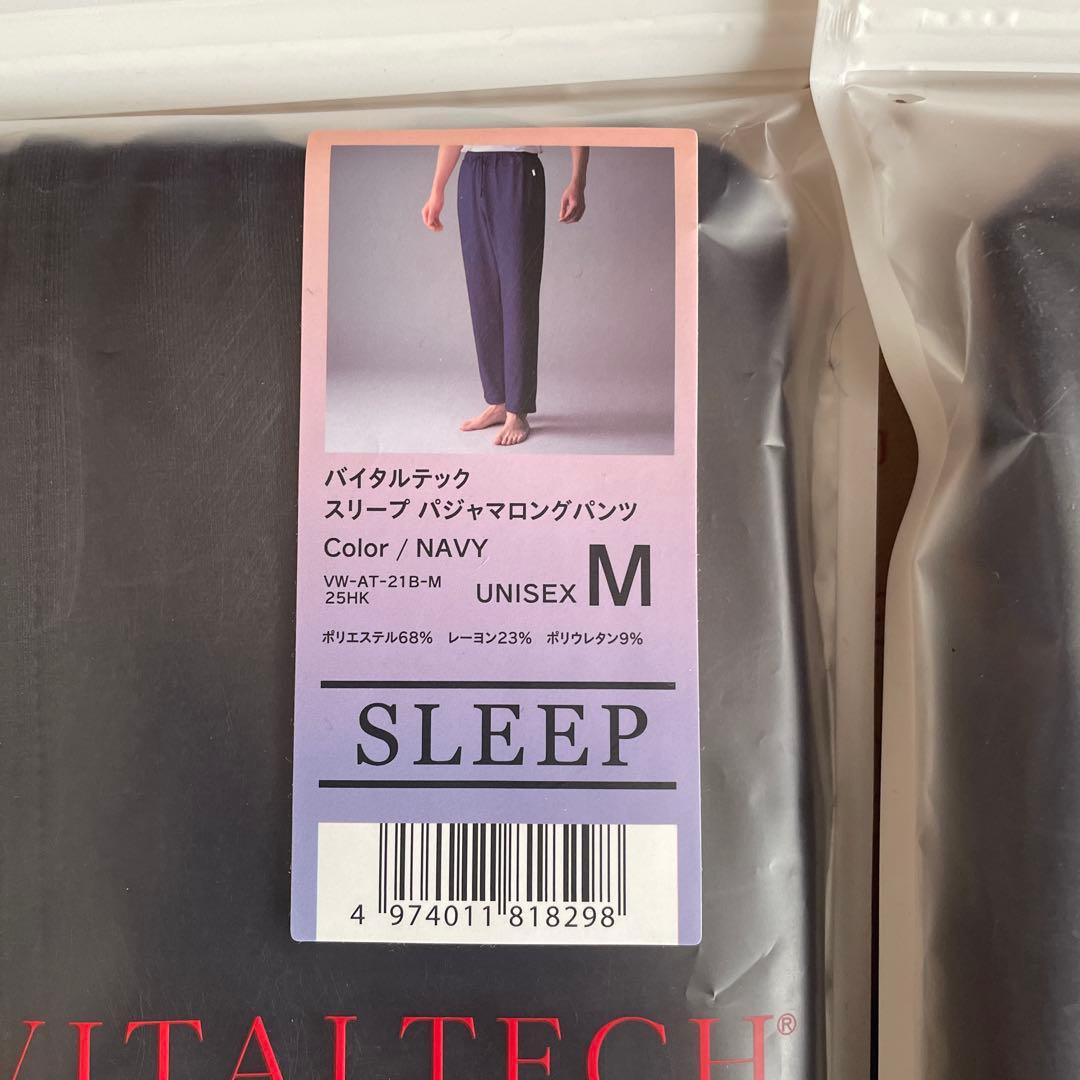 バイタルテック
スリープ パジャマロングパンツ
Color / NAVY
VW-AT-21B-M
25HK
UNISEX M
ポリエステル68% レーヨン23% ポリウレタン9%
SLEEP
4 974011 818298
VITALTECH®